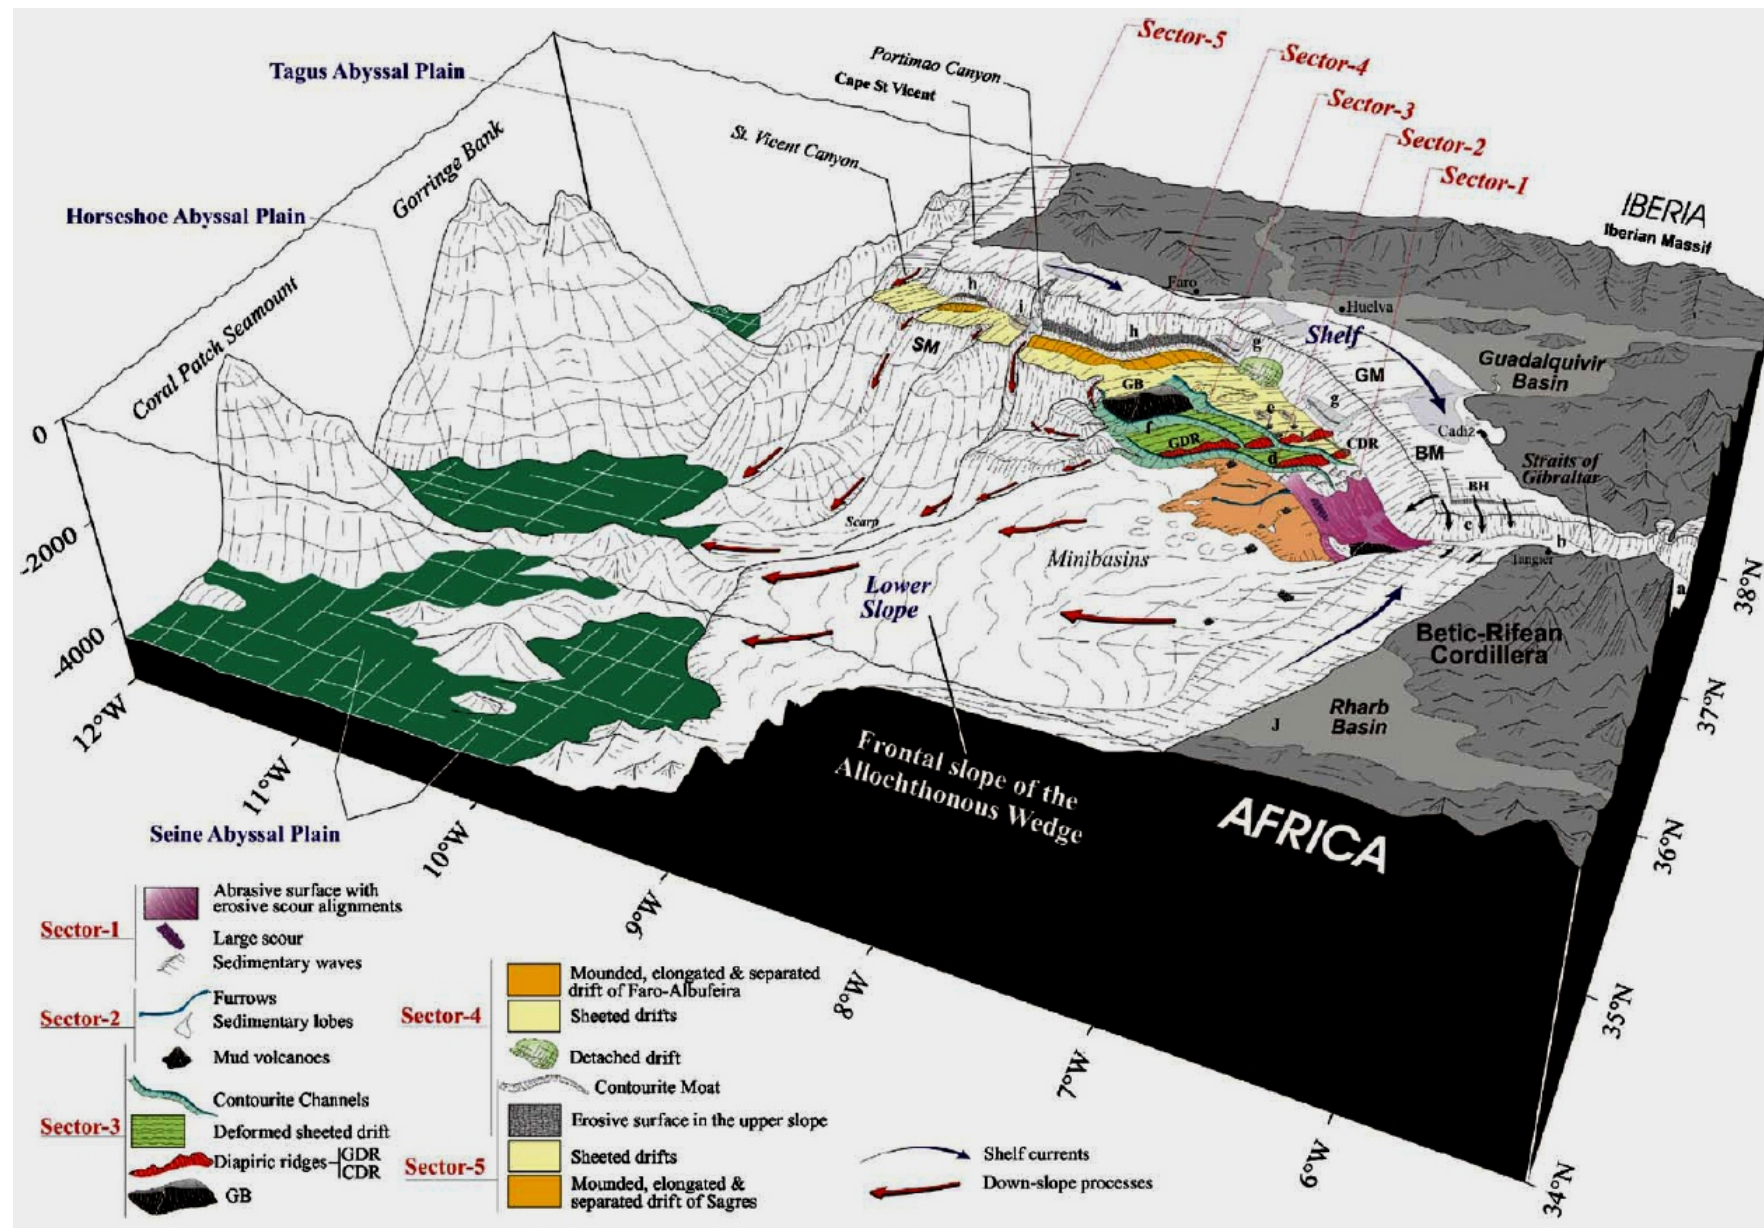 Sector-5
Portimao Canyon
Sector-4
Tagus Abyssal Plain
Cape St Vicent
Sector-3
St. Vicent Canyon
Sector-2
Sector-1
Gorringe Bank
IBERIA
Iberian Massif
Horseshoe Abyssal Plain
Coral Patch Seamount
Faro
Huelva
h
i
h
g
Shelf
SM
GM
Guadalquivir
Basin
GB
e
g
f
GDR
d
CDR
Cadiz
BM
Straits of
Gibraltar
BH
c
b
Tangier
a
Scarp
Minibasins
Lower
Slope
Betic-Rifean
Cordillera
Rharb
Basin
J
Frontal slope of the
Allochthonous Wedge
AFRICA
0
-2000
-4000
12°W
11°W
10°W
9°W
8°W
7°W
6°W
38°N
37°N
36°N
35°N
34°N
Seine Abyssal Plain
Sector-1
Abrasive surface with
erosive scour alignments
Large scour
Sedimentary waves
Sector-2
Furrows
Sedimentary lobes
Mud volcanoes
Sector-3
Contourite Channels
Deformed sheeted drift
Diapiric ridges
GDR
CDR
GB
Sector-4
Mounded, elongated & separated
drift of Faro-Albufeira
Sheeted drifts
Detached drift
Contourite Moat
Erosive surface in the upper slope
Sector-5
Sheeted drifts
Mounded, elongated &
separated drift of Sagres
Shelf currents
Down-slope processes